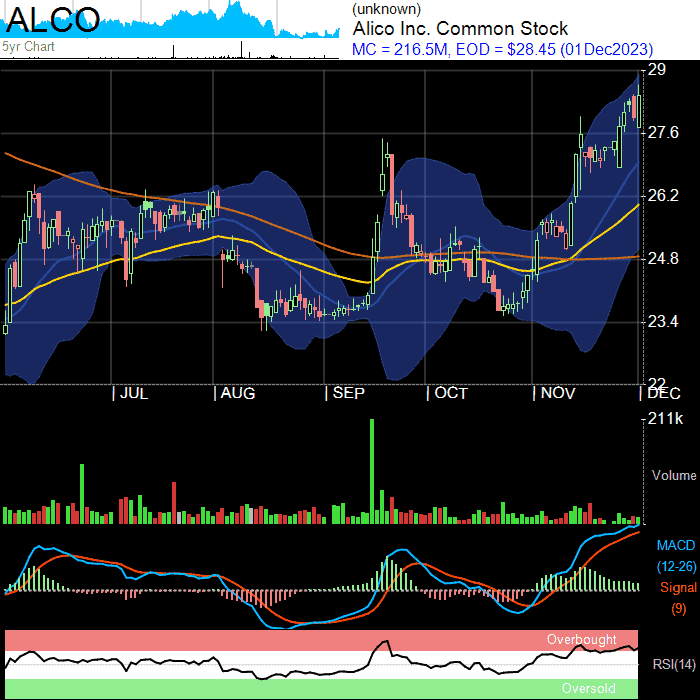 ALCO
5yr Chart
(unknown)
Alico Inc. Common Stock
MC = 216.5M, EOD = $28.45 (01Dec2023)
29
27.6
26.2
24.8
23.4
22
JUL
AUG
SEP
OCT
NOV
DEC
211k
Volume
MACD
(12-26)
Signal
(9)
Overbought
RSI(14)
Oversold